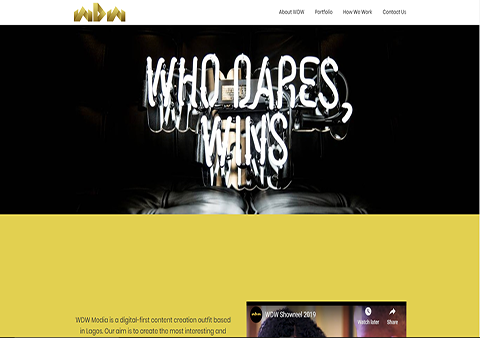 WDW
About WDW Portfolio How We Work Contact Us
WHO DARES,
WINS
WDW Media is a digital-first content creation outfit based
in Lagos. Our aim is to create the most interesting and
WDW Showreel 2019
Watch later Share